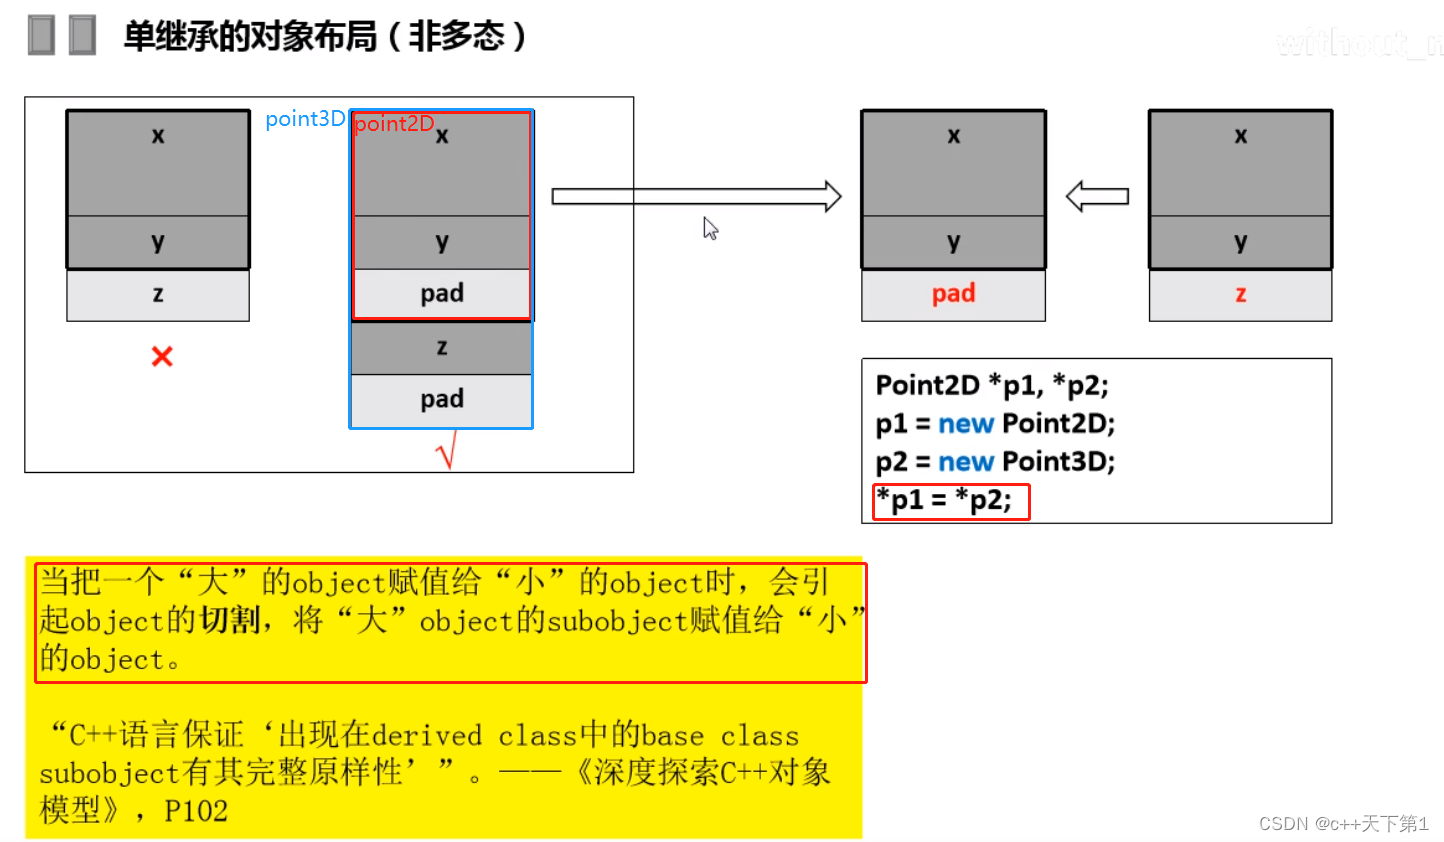 单继承的对象布局（非多态）
without_n
point3D
point2D
x
y
z
×
x
y
pad
z
pad
√
x
y
pad
x
y
z
Point2D *p1, *p2;
p1 = new Point2D;
p2 = new Point3D;
*p1 = *p2;
当把一个“大”的object赋值给“小”的object时，会引
起object的切割，将“大”object的subobject赋值给“小”
的object。
“C++语言保证‘出现在derived class中的base class
subobject有其完整原样性’”。——《深度探索C++对象
模型》，P102
CSDN @c++天下第1